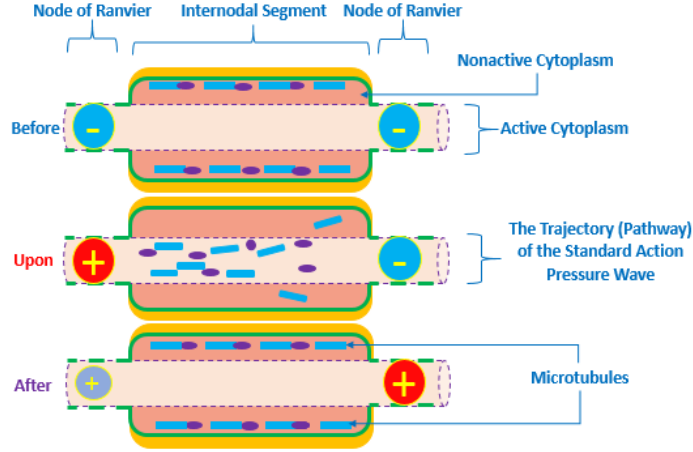 Node of Ranvier
Internodal Segment
Node of Ranvier
Nonactive Cytoplasm
Before
-
-
Active Cytoplasm
Upon
+
-
The Trajectory (Pathway)
of the Standard Action
Pressure Wave
After
+
+
Microtubules